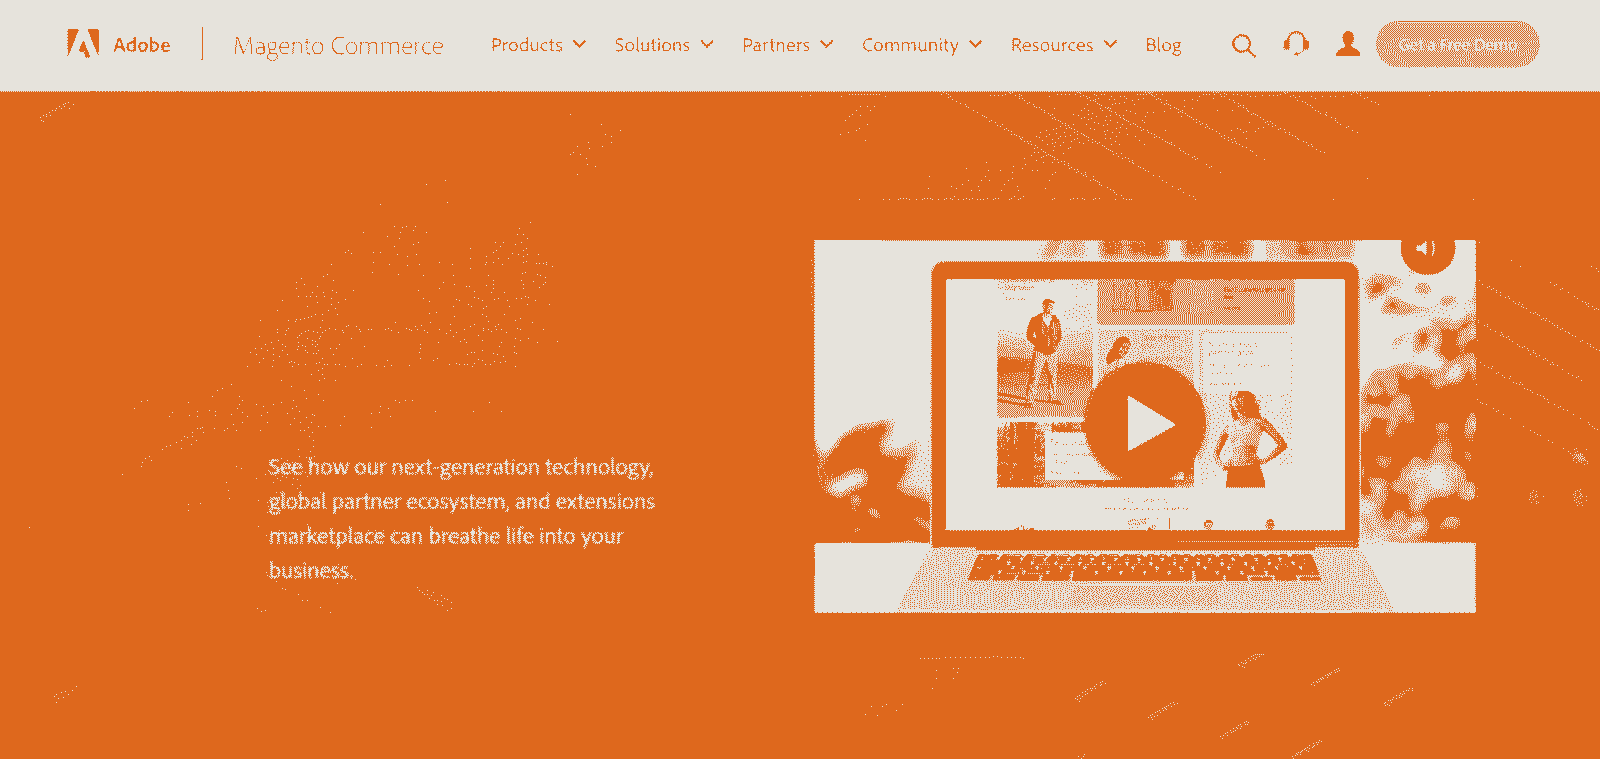 Adobe
Magento Commerce
Products
Solutions
Partners
Community
Resources
Blog
Get a Free Demo
See how our next-generation technology,
global partner ecosystem, and extensions
marketplace can breathe life into your
business.